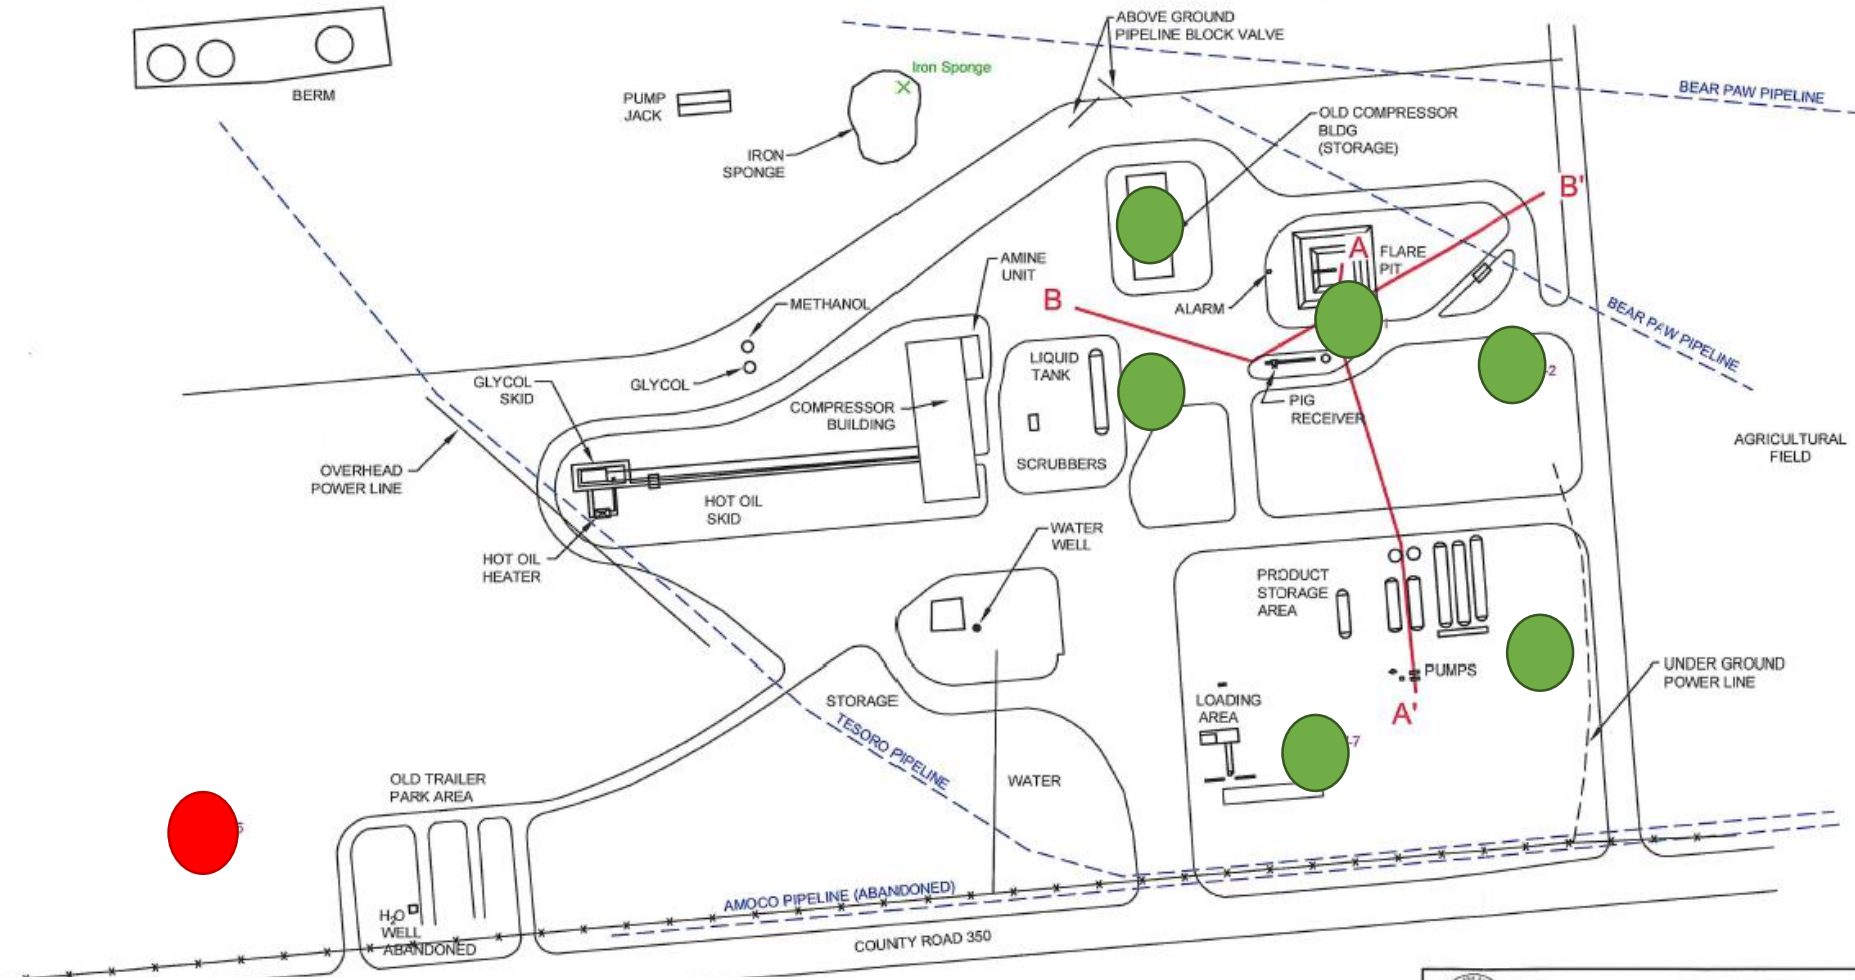 ABOVE GROUND
PIPELINE BLOCK VALVE
Iron Sponge
BEAR PAW PIPELINE
BERM
PUMP
JACK
OLD COMPRESSOR
BLDG
(STORAGE)
IRON
SPONGE
B'
A
FLARE
PIT
AMINE
UNIT
B
METHANOL
ALARM
BEAR PAW PIPELINE
LIQUID
TANK
GLYCOL
SKID
GLYCOL
-2
COMPRESSOR
BUILDING
PIG
RECEIVER
AGRICULTURAL
FIELD
OVERHEAD
POWER LINE
SCRUBBERS
HOT OIL
SKID
WATER
WELL
HOT OIL
HEATER
PRODUCT
STORAGE
AREA
PUMPS
UNDER GROUND
POWER LINE
STORAGE
LOADING
AREA
A'
TESORO PIPELINE
-7
OLD TRAILER
PARK AREA
WATER
AMOCO PIPELINE (ABANDONED)
H2O
WELL
ABANDONED
COUNTY ROAD 350